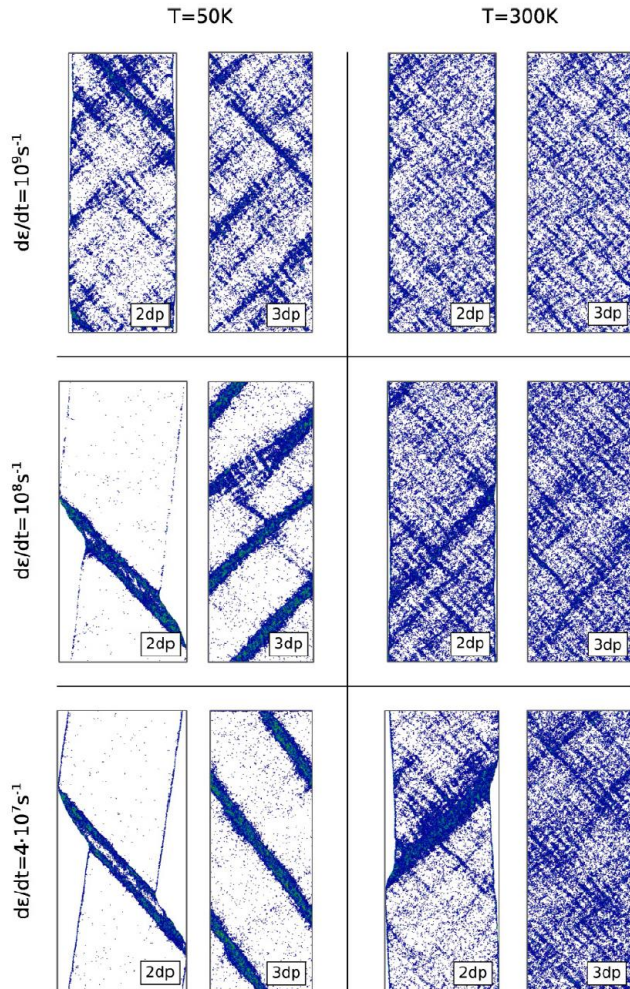 T=50K
T=300K
dε/dt=10⁹s⁻¹
2dp
3dp
2dp
3dp
dε/dt=10⁸s⁻¹
2dp
3dp
2dp
3dp
dε/dt=4·10⁷s⁻¹
2dp
3dp
2dp
3dp